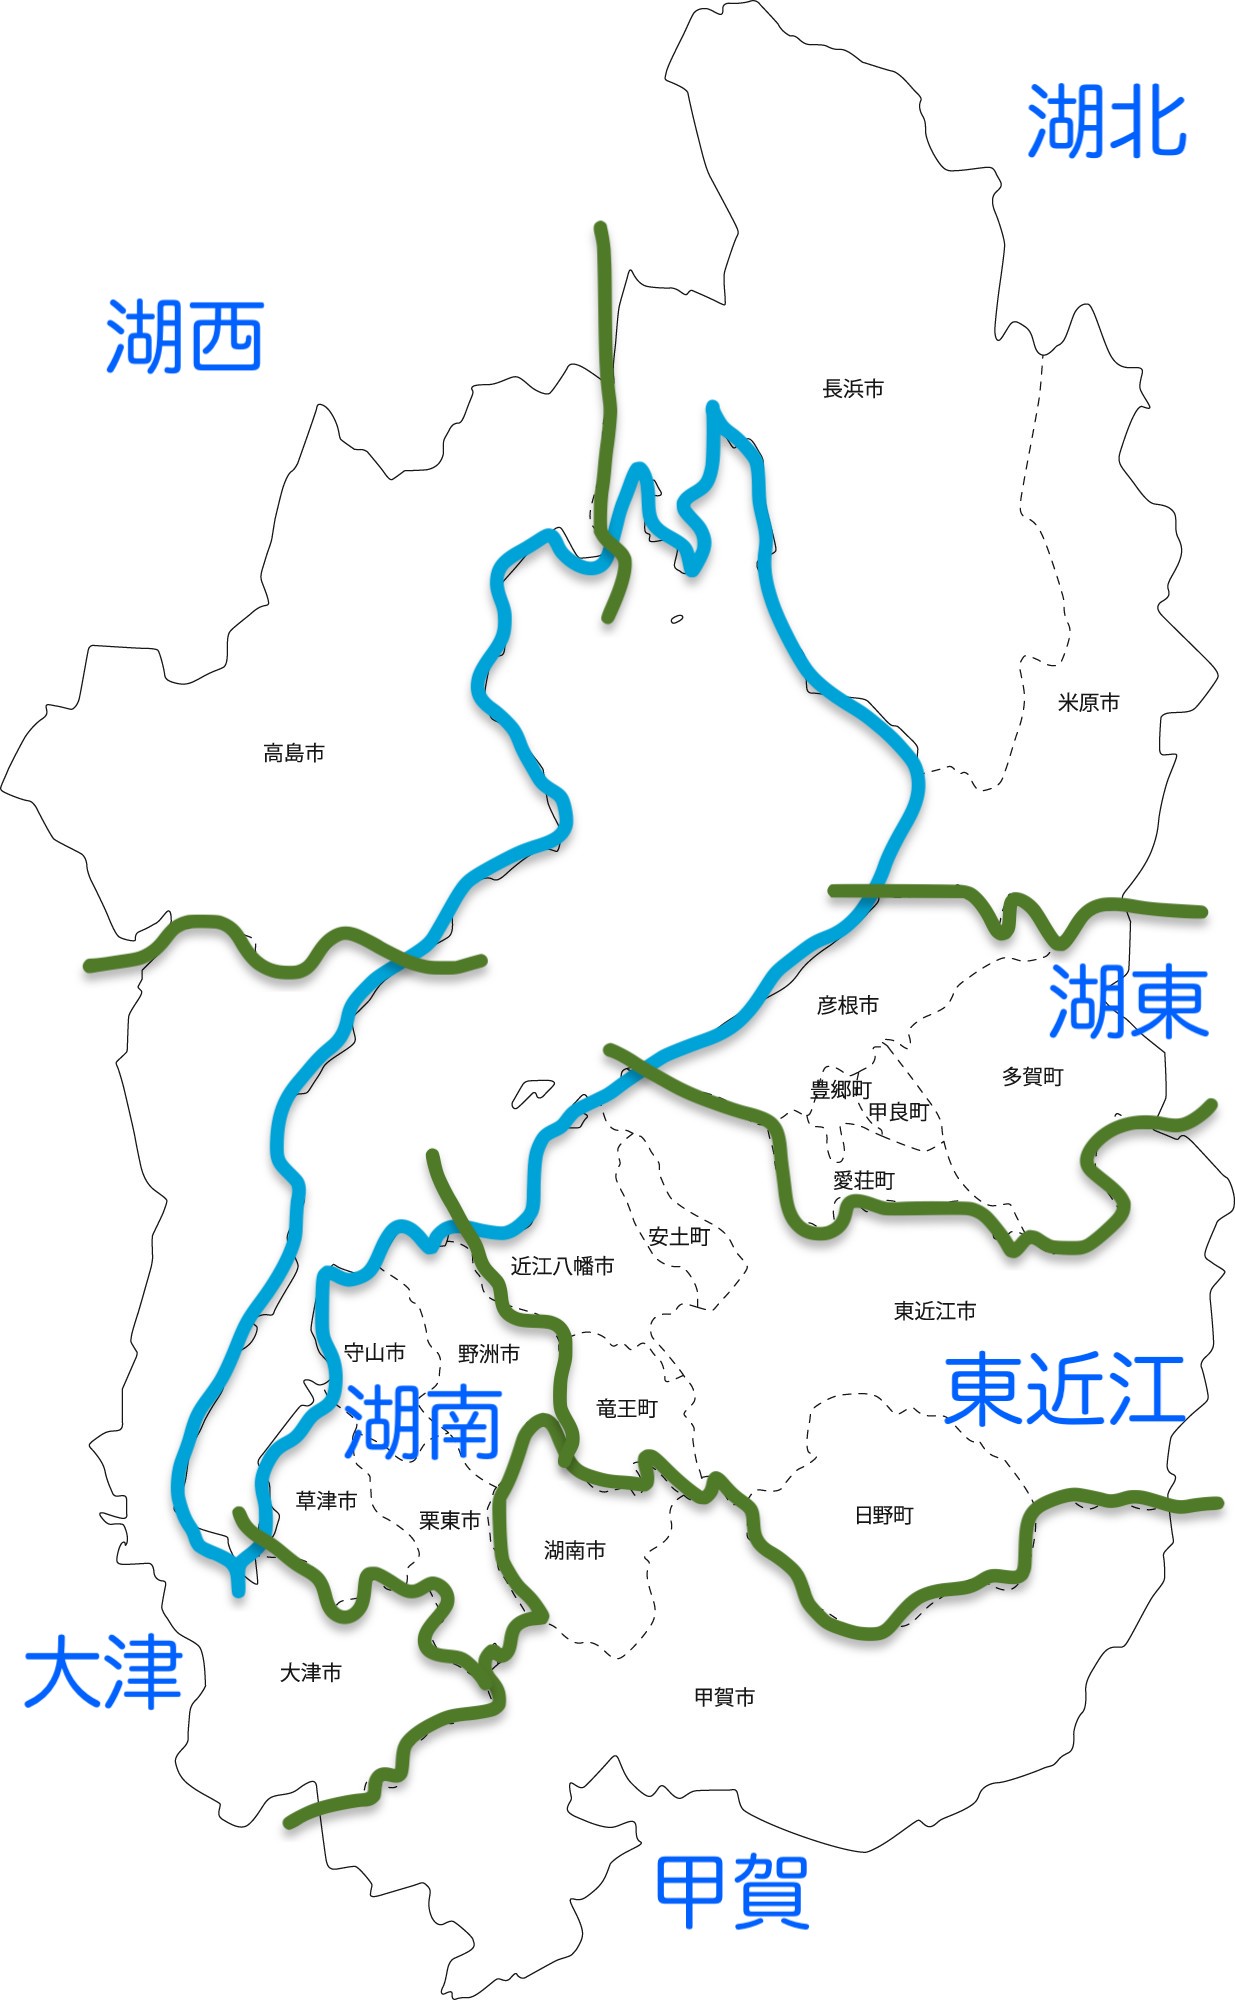 湖北
湖西
長浜市
米原市
高島市
湖東
彦根市
多賀町
豊郷町
甲良町
愛荘町
安土町
近江八幡市
東近江市
守山市
野洲市
東近江
湖南
竜王町
草津市
栗東市
日野町
湖南市
大津
大津市
甲賀市
甲賀